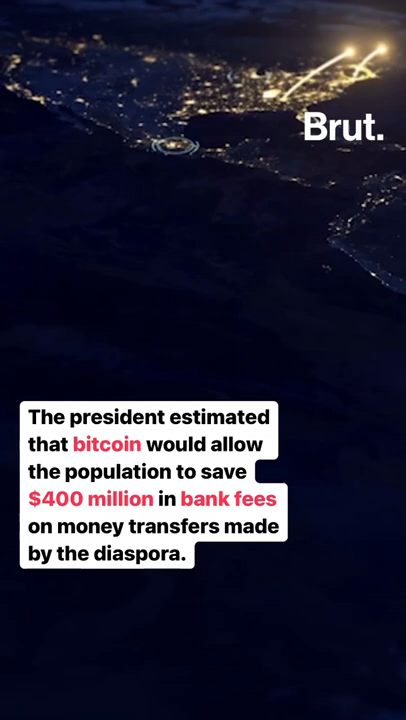 Brut.
The president estimated
that bitcoin would allow
the population to save
$400 million in bank fees
on money transfers made
by the diaspora.